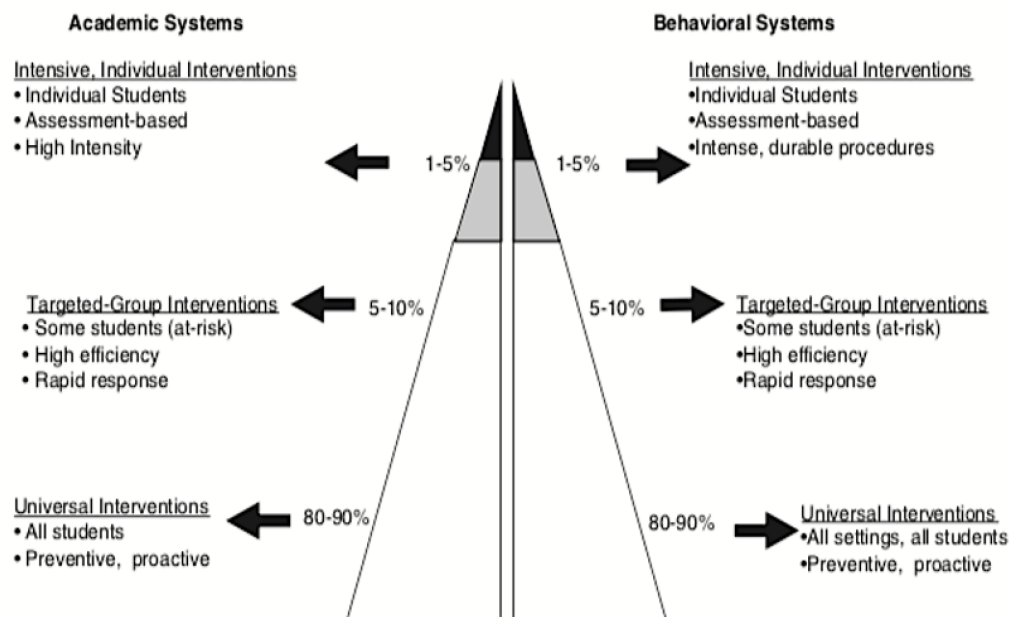 Academic Systems
Behavioral Systems
Intensive, Individual Interventions
• Individual Students
• Assessment-based
• High Intensity
Intensive, Individual Interventions
•Individual Students
•Assessment-based
•Intense, durable procedures
1-5%
1-5%
Targeted-Group Interventions
• Some students (at-risk)
• High efficiency
• Rapid response
5-10%
5-10%
Targeted-Group Interventions
•Some students (at-risk)
•High efficiency
•Rapid response
Universal Interventions
• All students
• Preventive, proactive
80-90%
80-90%
Universal Interventions
•All settings, all students
•Preventive, proactive